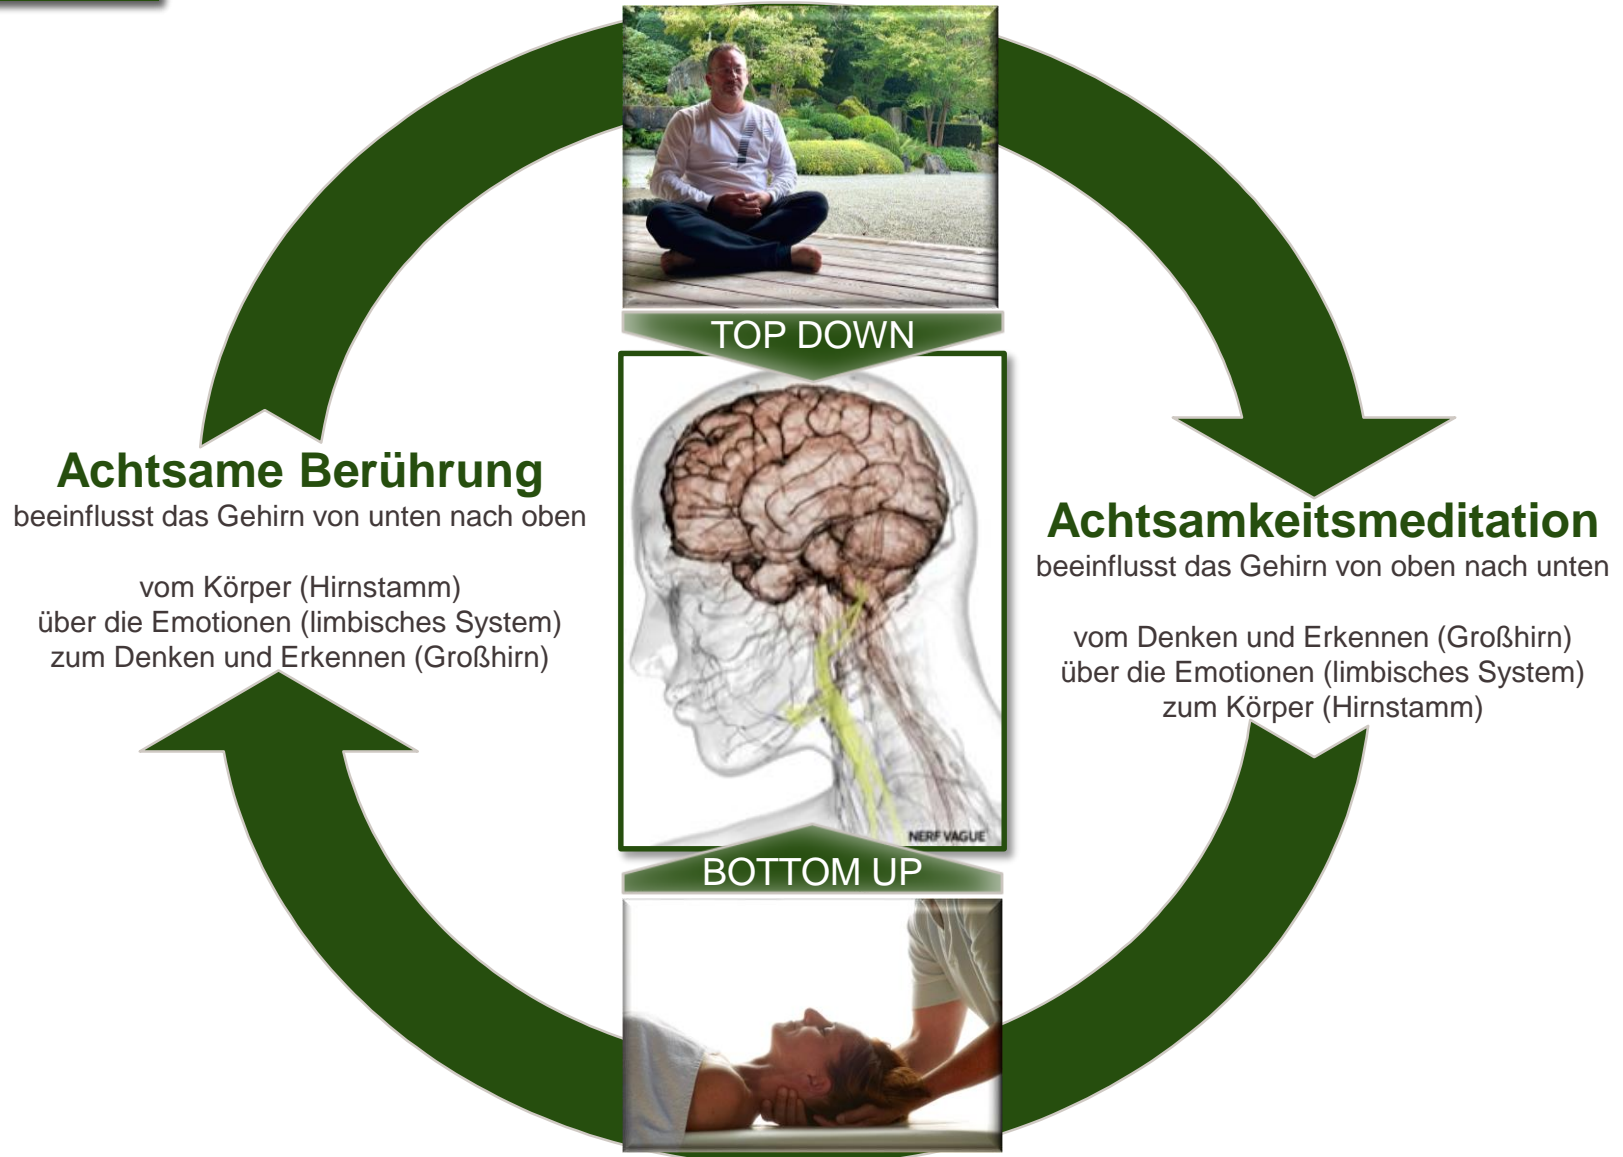 TOP DOWN
Achtsame Berührung
beeinflusst das Gehirn von unten nach oben
vom Körper (Hirnstamm)
über die Emotionen (limbisches System)
zum Denken und Erkennen (Großhirn)
Achtsamkeitsmeditation
beeinflusst das Gehirn von oben nach unten
vom Denken und Erkennen (Großhirn)
über die Emotionen (limbisches System)
zum Körper (Hirnstamm)
NERF VAGUE
BOTTOM UP